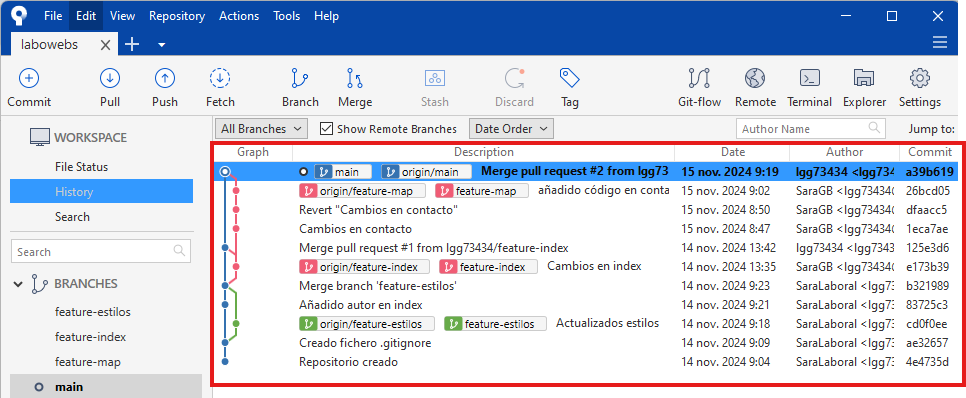 File Edit View Repository Actions Tools Help
labowebs
Commit Pull Push Fetch Branch Merge Stash Discard Tag Git-flow Remote Terminal Explorer Settings
WORKSPACE
File Status
History
Search
Search
BRANCHES
feature-estilos
feature-index
feature-map
main
All Branches Show Remote Branches Date Order Author Name Jump to:
Graph Description Date Author Commit
main origin/main Merge pull request #2 from lgg73 15 nov. 2024 9:19 lgg73434 <lgg73 a39b619
origin/feature-map feature-map añadido código en conta 15 nov. 2024 9:02 SaraGB <lgg73434( 26bcd05
Revert "Cambios en contacto" 15 nov. 2024 8:50 SaraGB <lgg73434( dfaacc5
Cambios en contacto 15 nov. 2024 8:47 SaraGB <lgg73434( 1eca7ae
Merge pull request #1 from lgg73434/feature-index 14 nov. 2024 13:42 lgg73434 <lgg7343 125e3d6
origin/feature-index feature-index Cambios en index 14 nov. 2024 13:35 SaraGB <lgg73434( e173b39
Merge branch 'feature-estilos' 14 nov. 2024 9:23 SaraLaboral <lgg73 b321989
Añadido autor en index 14 nov. 2024 9:21 SaraLaboral <lgg73 83725c3
origin/feature-estilos feature-estilos Actualizados estilos 14 nov. 2024 9:18 SaraLaboral <lgg73 cd0f0ee
Creado fichero .gitignore 14 nov. 2024 9:09 SaraLaboral <lgg73 ae32657
Repositorio creado 14 nov. 2024 9:04 SaraLaboral <lgg73 4e4735d